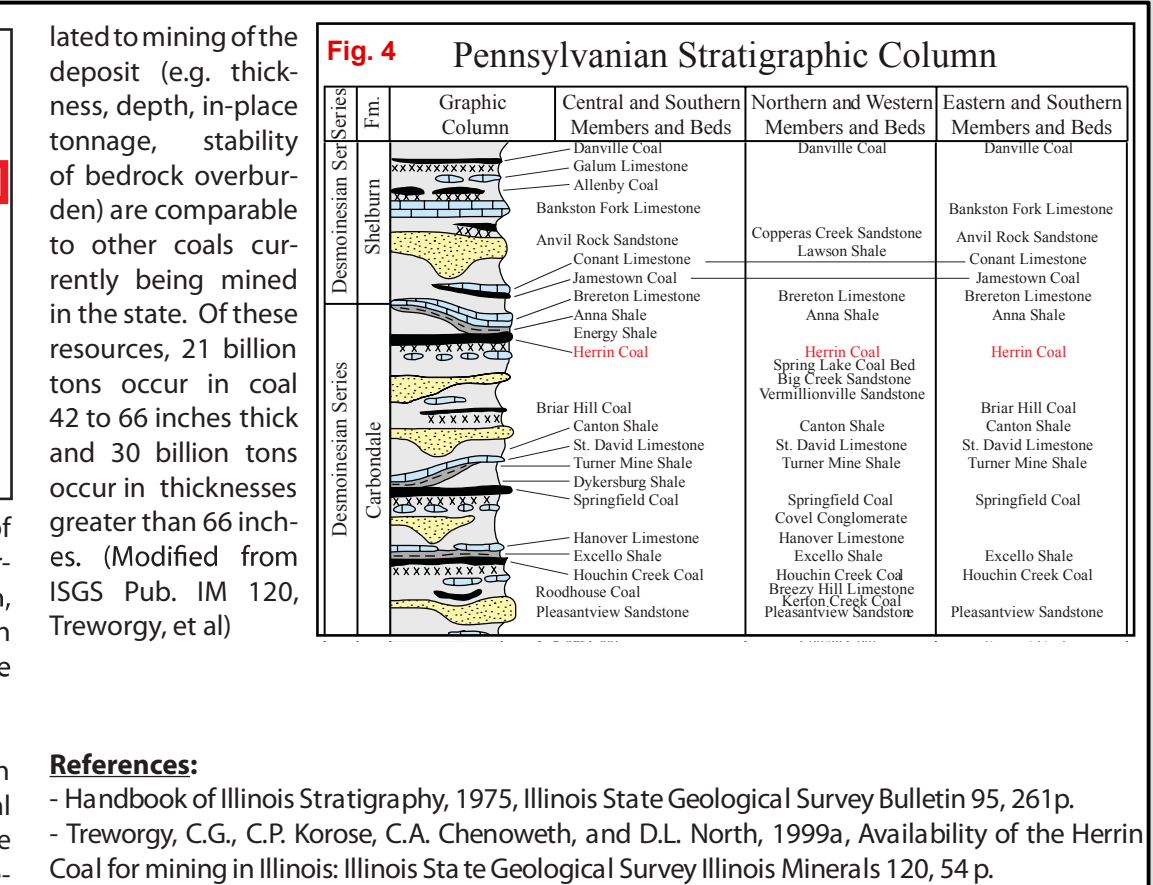 lated to mining of the
deposit (e.g. thick-
ness, depth, in-place
tonnage, stability
of bedrock overbur-
den) are comparable
to other coals cur-
rently being mined
in the state. Of these
resources, 21 billion
tons occur in coal
42 to 66 inches thick
and 30 billion tons
occur in thicknesses
greater than 66 inch-
es. (Modified from
ISGS Pub. IM 120,
Treworgy, et al)
Fig. 4 Pennsylvanian Stratigraphic Column
Series
Fm.
Graphic
Column
Central and Southern
Members and Beds
Northern and Western
Members and Beds
Eastern and Southern
Members and Beds
Desmoinesian Ser
Shelburn
Desmoinesian Series
Carbondale
Danville Coal
Galum Limestone
Allenby Coal
Bankston Fork Limestone
Anvil Rock Sandstone
Conant Limestone
Jamestown Coal
Brereton Limestone
Anna Shale
Energy Shale
Herrin Coal
Briar Hill Coal
Canton Shale
St. David Limestone
Turner Mine Shale
Dykersburg Shale
Springfield Coal
Hanover Limestone
Excello Shale
Houchin Creek Coal
Roodhouse Coal
Pleasantview Sandstone
Danville Coal
Copperas Creek Sandstone
Lawson Shale
Brereton Limestone
Anna Shale
Herrin Coal
Spring Lake Coal Bed
Big Creek Sandstone
Vermillionville Sandstone
Canton Shale
St. David Limestone
Turner Mine Shale
Springfield Coal
Covel Conglomerate
Hanover Limestone
Excello Shale
Houchin Creek Coal
Breezy Hill Limestone
Kerton Creek Coal
Pleasantview Sandstone
Danville Coal
Bankston Fork Limestone
Anvil Rock Sandstone
Conant Limestone
Jamestown Coal
Brereton Limestone
Anna Shale
Herrin Coal
Briar Hill Coal
Canton Shale
St. David Limestone
Turner Mine Shale
Springfield Coal
Excello Shale
Houchin Creek Coal
Pleasantview Sandstone
References:
- Handbook of Illinois Stratigraphy, 1975, Illinois State Geological Survey Bulletin 95, 261p.
- Treworgy, C.G., C.P. Korose, C.A. Chenoweth, and D.L. North, 1999a, Availability of the Herrin
Coal for mining in Illinois: Illinois Sta te Geological Survey Illinois Minerals 120, 54 p.